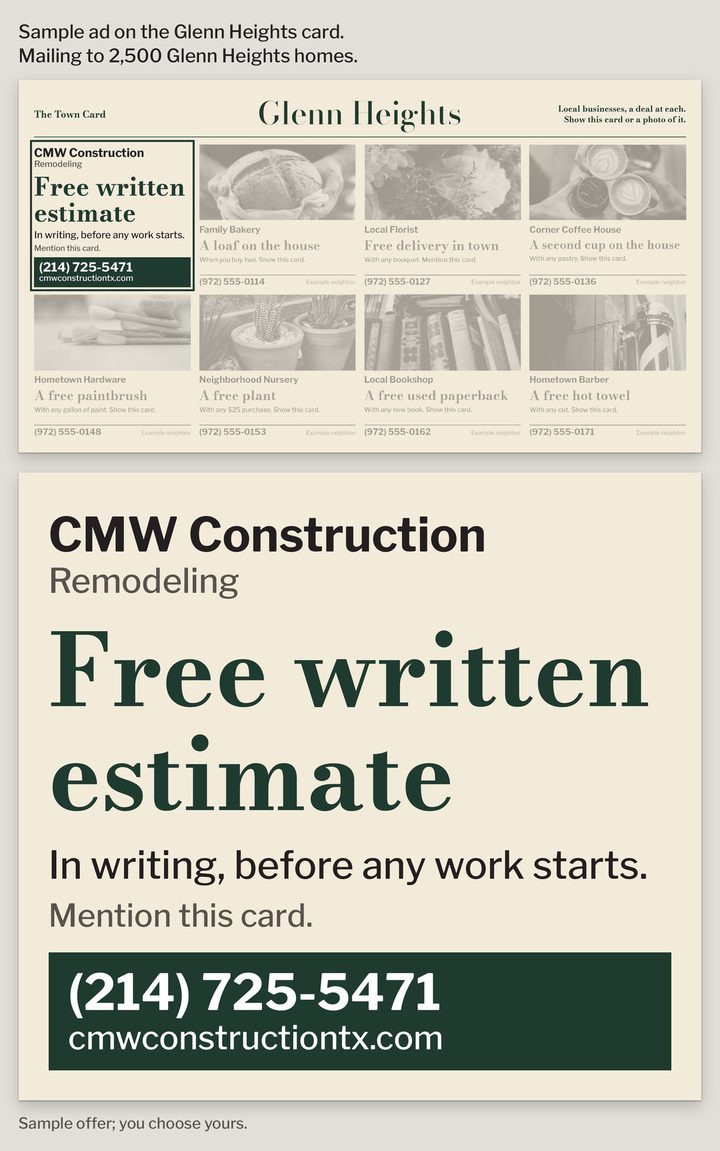 Sample ad on the Glenn Heights card.
Mailing to 2,500 Glenn Heights homes.
The Town Card
Glenn Heights
Local businesses, a deal at each.
Show this card or a photo of it.
CMW Construction
Remodeling
Free written
estimate
In writing, before any work starts.
Mention this card.
(214) 725-5471
cmwconstructiontx.com
Family Bakery
A loaf on the house
When you buy two. Show this card.
(972) 555-0114
Example neighbor
Local Florist
Free delivery in town
With any bouquet. Mention this card.
(972) 555-0127
Example neighbor
Corner Coffee House
A second cup on the house
With any pastry. Show this card.
(972) 555-0136
Example neighbor
Hometown Hardware
A free paintbrush
With any gallon of paint. Show this card.
(972) 555-0148
Example neighbor
Neighborhood Nursery
A free plant
With any $25 purchase. Show this card.
(972) 555-0153
Example neighbor
Local Bookshop
A free used paperback
With any new book. Show this card.
(972) 555-0162
Example neighbor
Hometown Barber
A free hot towel
With any cut. Show this card.
(972) 555-0171
Example neighbor
CMW Construction
Remodeling
Free written
estimate
In writing, before any work starts.
Mention this card.
(214) 725-5471
cmwconstructiontx.com
Sample offer; you choose yours.